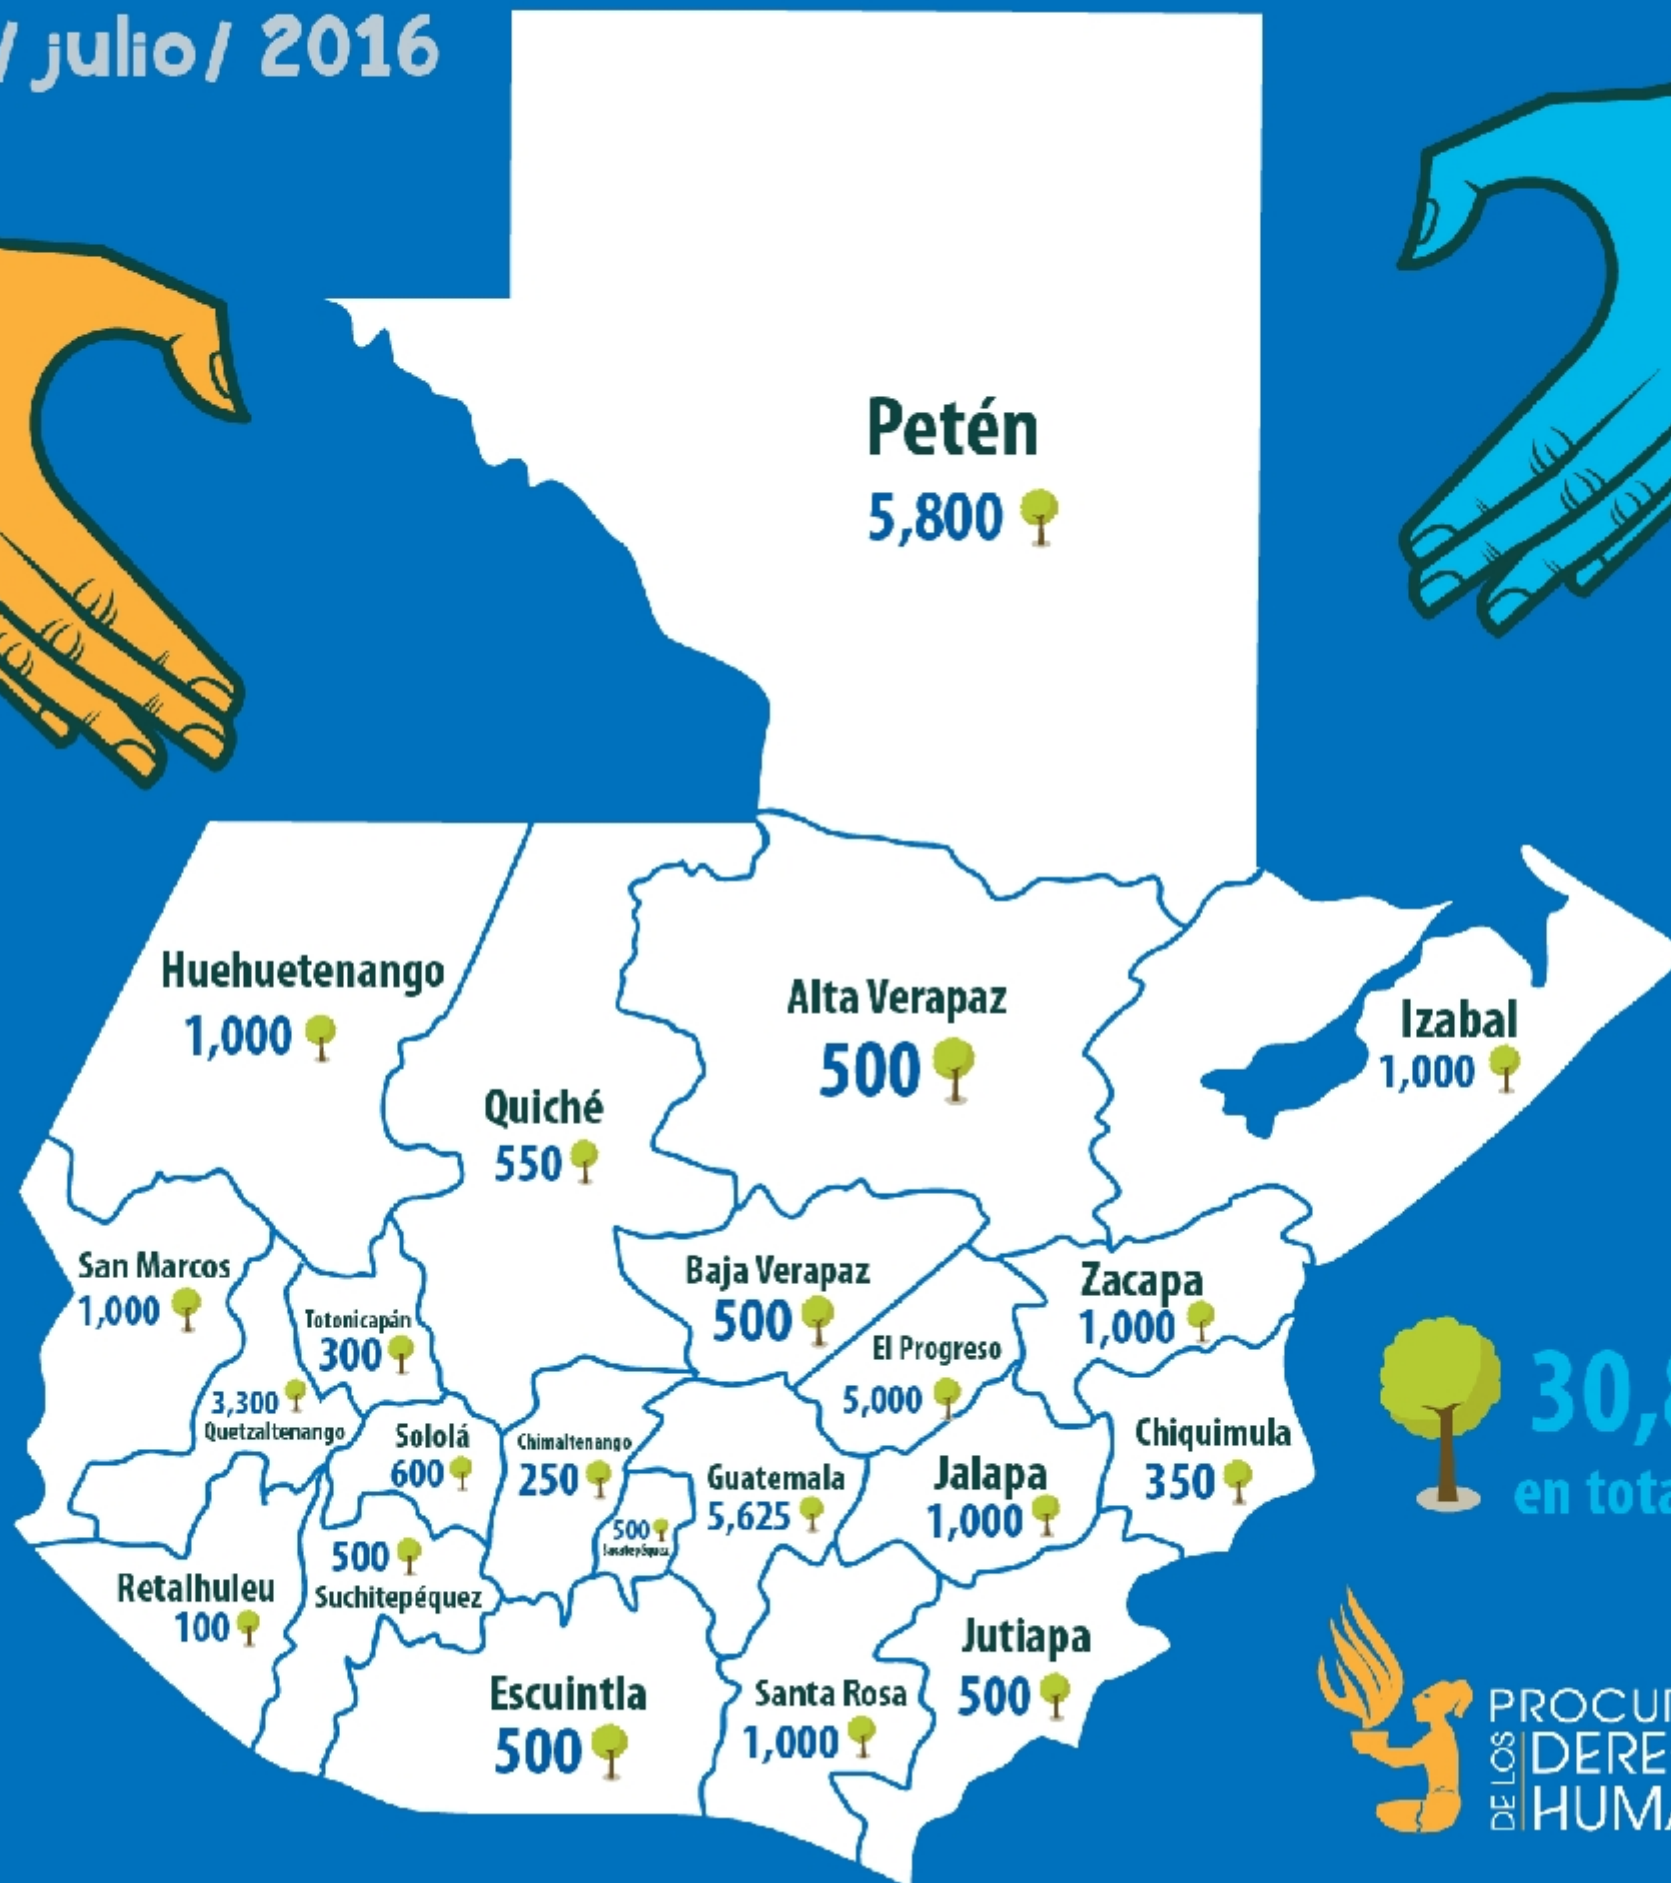 / julio/ 2016
Petén
5,800
Huehuetenango
1,000
Alta Verapaz
500
Izabal
1,000
Quiché
550
San Marcos
1,000
Totonicapán
300
Baja Verapaz
500
Zacapa
1,000
El Progreso
5,000
3,300
Quetzaltenango
Sololá
600
Chimaltenango
250
Guatemala
5,625
Jalapa
1,000
Chiquimula
350
500
Sacatepéquez
30,
en tota
Retalhuleu
100
500
Suchitepéquez
Escuintla
500
Santa Rosa
1,000
Jutiapa
500
PROCU
DE LOS
DERE
HUMA